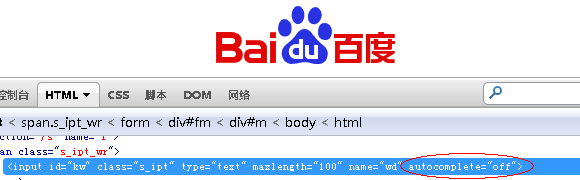 Bai du 百度
控制台 HTML CSS 脚本 DOM 网络
< span.s_ipt_wr < form < div#fm < div#m < body < html
ction="/s" name="f"
an class="s_ipt_wr">
<input id="kw" class="s_ipt" type="text" maxlength="100" name="wd" autocomplete="off">